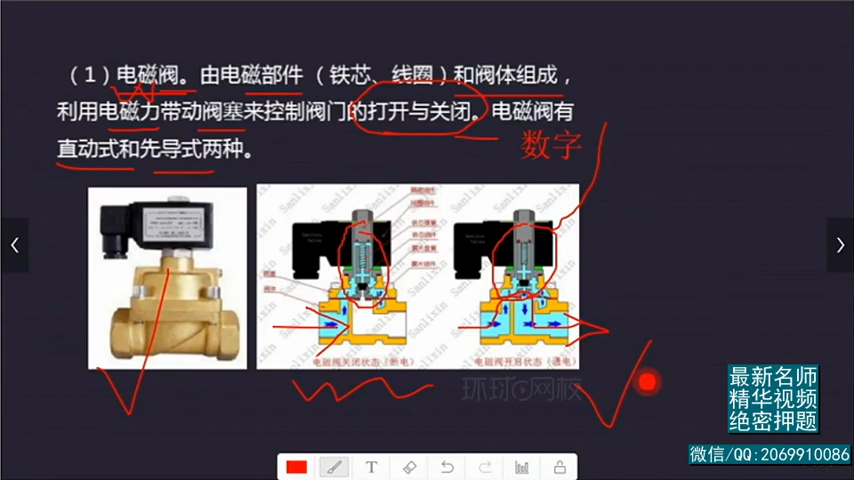 （1）电磁阀。由电磁部件（铁芯、线圈）和阀体组成，
利用电磁力带动阀塞来控制阀门的打开与关闭。电磁阀有
直动式和先导式两种。
数字
Sanlixin
电磁阀关闭状态（断电）
电磁阀开启状态（通电）
环球网校
最新名师
精华视频
绝密押题
微信/QQ:2069910086
T